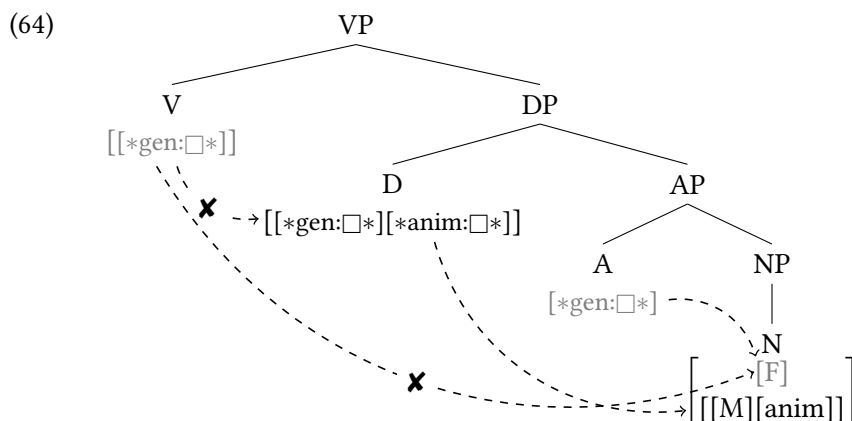 (64)
VP
V DP
[[∗gen:□∗]]
D AP
✘ [[∗gen:□∗][∗anim:□∗]]
A NP
[∗gen:□∗]
N
✘ [F]
[[M][anim]]